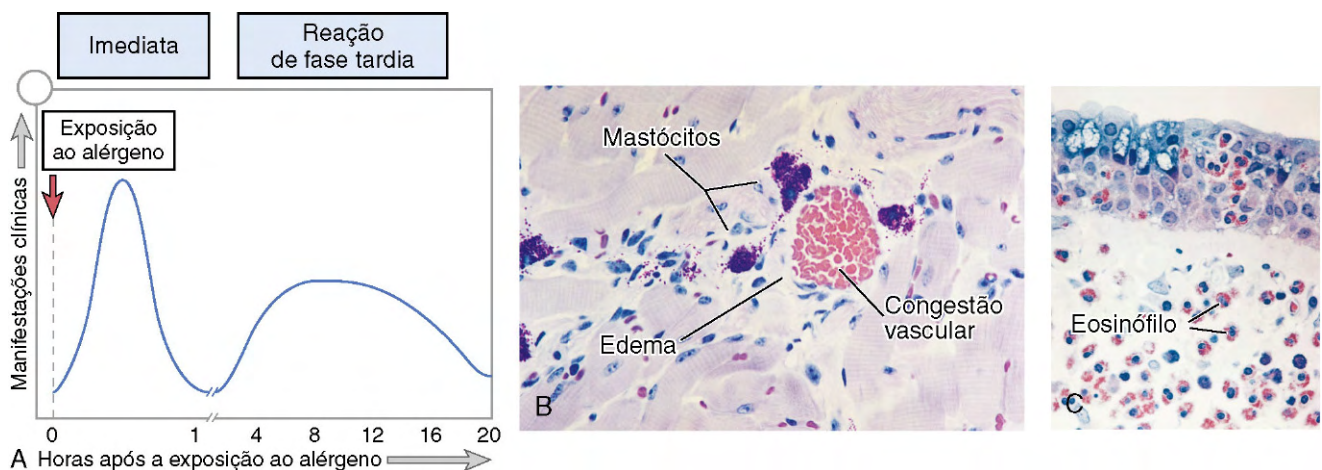 Imediata
Reação
de fase tardia
Exposição
ao alérgeno
Manifestações clínicas
0
1
4
8
12
16
20
A Horas após a exposição ao alérgeno
Mastócitos
Edema
Congestão
vascular
B
Eosinófilo
C